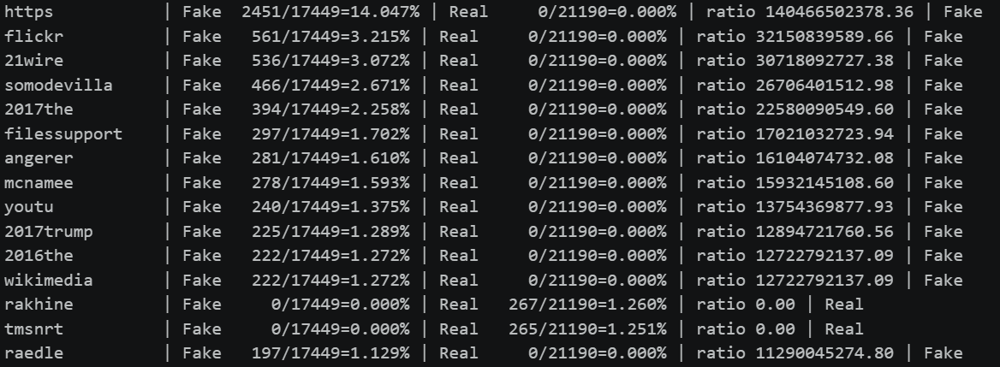 https | Fake 2451/17449=14.047% | Real 0/21190=0.000% | ratio 140466502378.36 | Fake
flickr | Fake 561/17449=3.215% | Real 0/21190=0.000% | ratio 32150839589.66 | Fake
21wire | Fake 536/17449=3.072% | Real 0/21190=0.000% | ratio 30718092727.38 | Fake
somodevilla | Fake 466/17449=2.671% | Real 0/21190=0.000% | ratio 26706401512.98 | Fake
2017the | Fake 394/17449=2.258% | Real 0/21190=0.000% | ratio 22580090549.60 | Fake
filessupport | Fake 297/17449=1.702% | Real 0/21190=0.000% | ratio 17021032723.94 | Fake
angerer | Fake 281/17449=1.610% | Real 0/21190=0.000% | ratio 16104074732.08 | Fake
mcnamee | Fake 278/17449=1.593% | Real 0/21190=0.000% | ratio 15932145108.60 | Fake
youtu | Fake 240/17449=1.375% | Real 0/21190=0.000% | ratio 13754369877.93 | Fake
2017trump | Fake 225/17449=1.289% | Real 0/21190=0.000% | ratio 12894721760.56 | Fake
2016the | Fake 222/17449=1.272% | Real 0/21190=0.000% | ratio 12722792137.09 | Fake
wikimedia | Fake 222/17449=1.272% | Real 0/21190=0.000% | ratio 12722792137.09 | Fake
rakhine | Fake 0/17449=0.000% | Real 267/21190=1.260% | ratio 0.00 | Real
tmsnrt | Fake 0/17449=0.000% | Real 265/21190=1.251% | ratio 0.00 | Real
raedle | Fake 197/17449=1.129% | Real 0/21190=0.000% | ratio 11290045274.80 | Fake